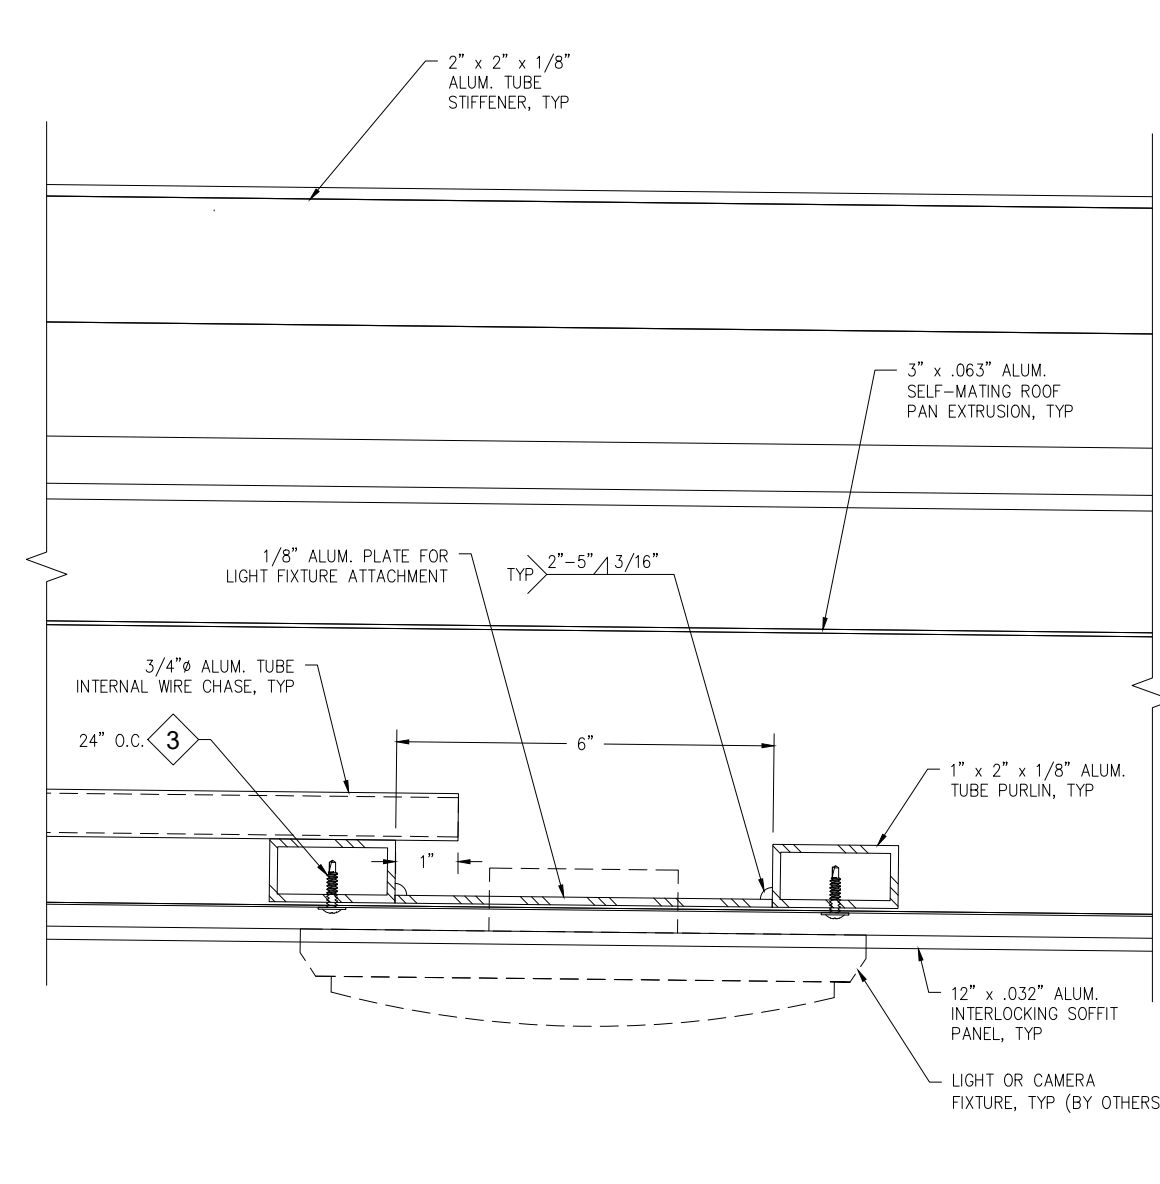 2” x 2” x 1/8”
ALUM. TUBE
STIFFENER, TYP
3” x .063” ALUM.
SELF-MATING ROOF
PAN EXTRUSION, TYP
1/8” ALUM. PLATE FOR
LIGHT FIXTURE ATTACHMENT
TYP 2”-5” 3/16”
3/4”ø ALUM. TUBE
INTERNAL WIRE CHASE, TYP
24” O.C. 3
6”
1” x 2” x 1/8” ALUM.
TUBE PURLIN, TYP
1”
12” x .032” ALUM.
INTERLOCKING SOFFIT
PANEL, TYP
LIGHT OR CAMERA
FIXTURE, TYP (BY OTHERS